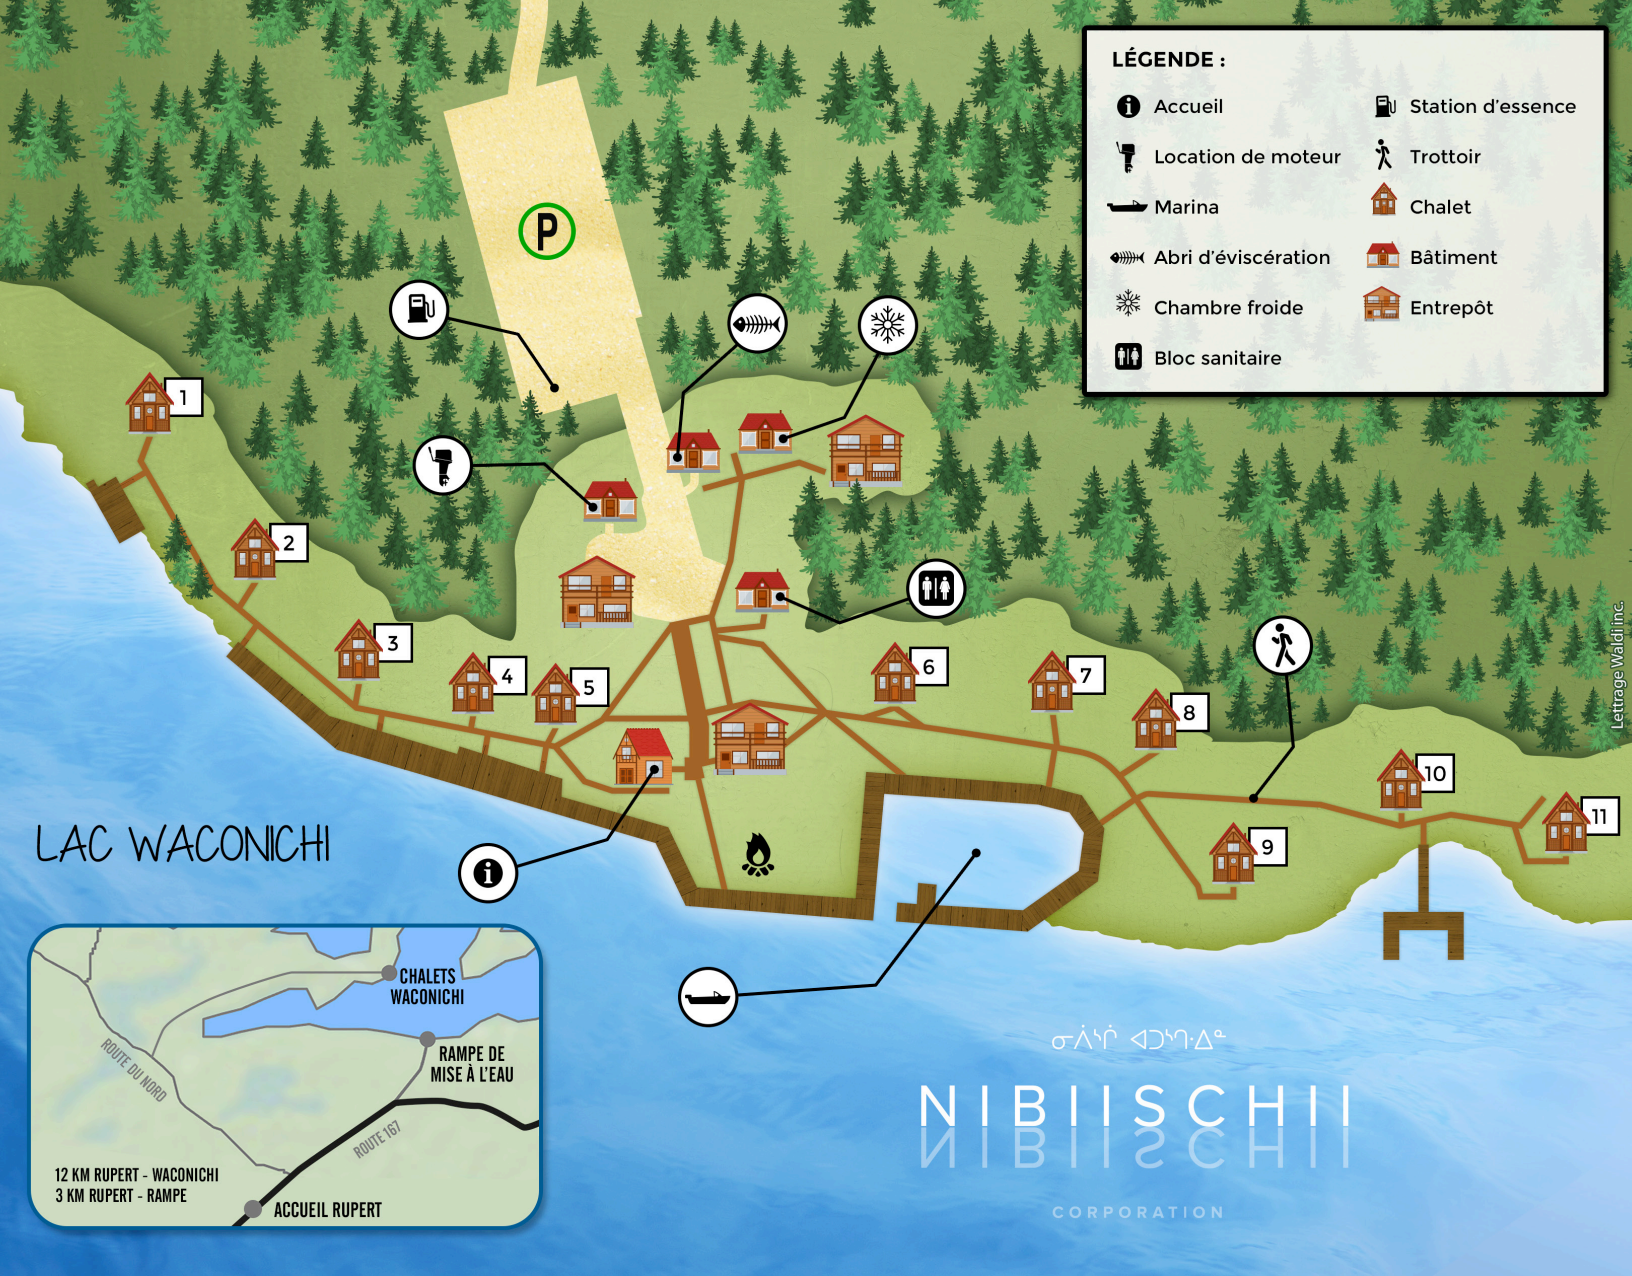 LÉGENDE :
Accueil
Location de moteur
Marina
Abri d'éviscération
Chambre froide
Bloc sanitaire
Station d'essence
Trottoir
Chalet
Bâtiment
Entrepôt
P
1
2
3
4
5
6
7
8
9
10
11
Lettrage Waldi inc.
LAC WACONICHI
CHALETS
WACONICHI
RAMPE DE
MISE À L'EAU
ROUTE DU NORD
ROUTE 167
12 KM RUPERT - WACONICHI
3 KM RUPERT - RAMPE
ACCUEIL RUPERT
ᓂᐲᔅᒌ ᐊᑐᔅᒉᐧᐃᓐ
NIBIISCHII
CORPORATION